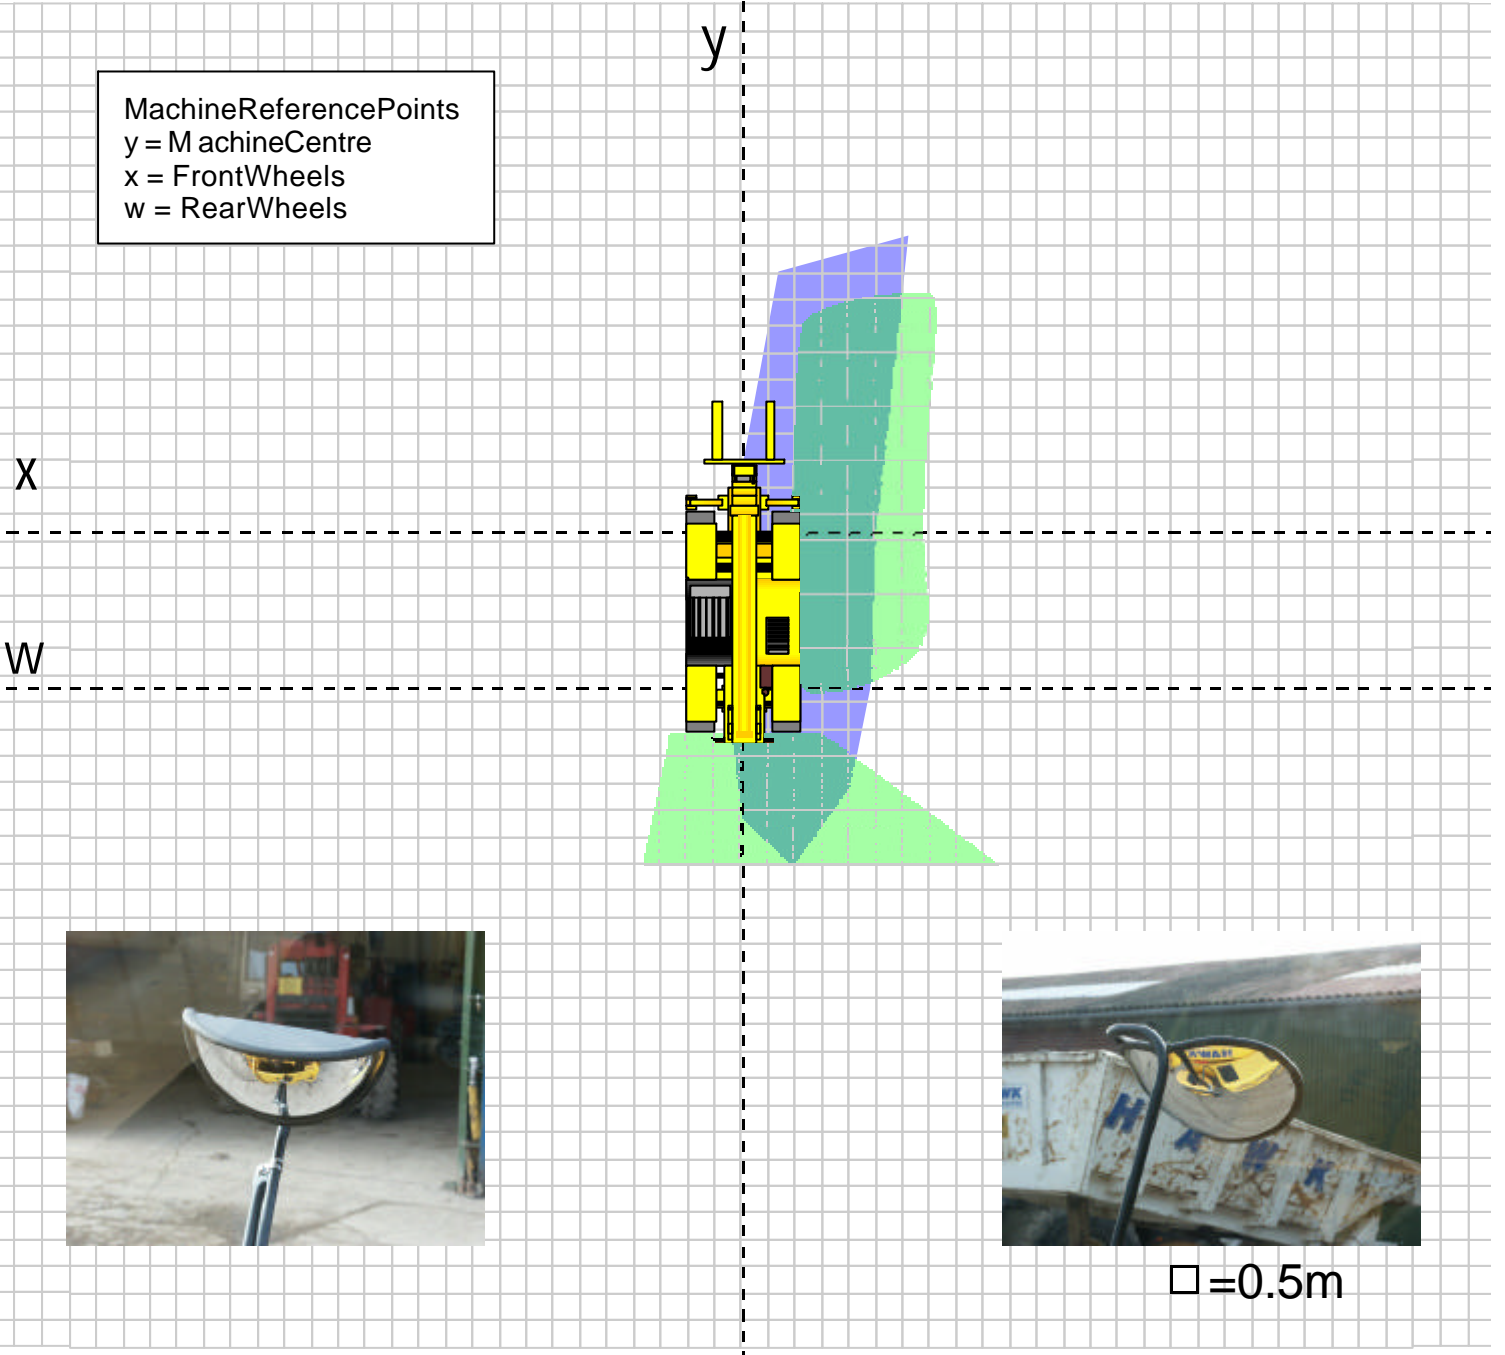 y
MachineReferencePoints
y = M achineCentre
x = FrontWheels
w = RearWheels
x
w
HAWK
=0.5m